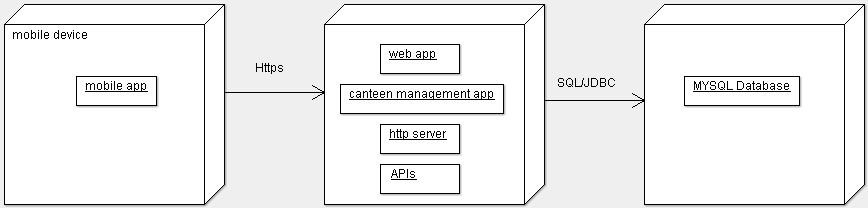 mobile device
mobile app
Https
web app
canteen management app
http server
APIs
SQL/JDBC
MYSQL Database